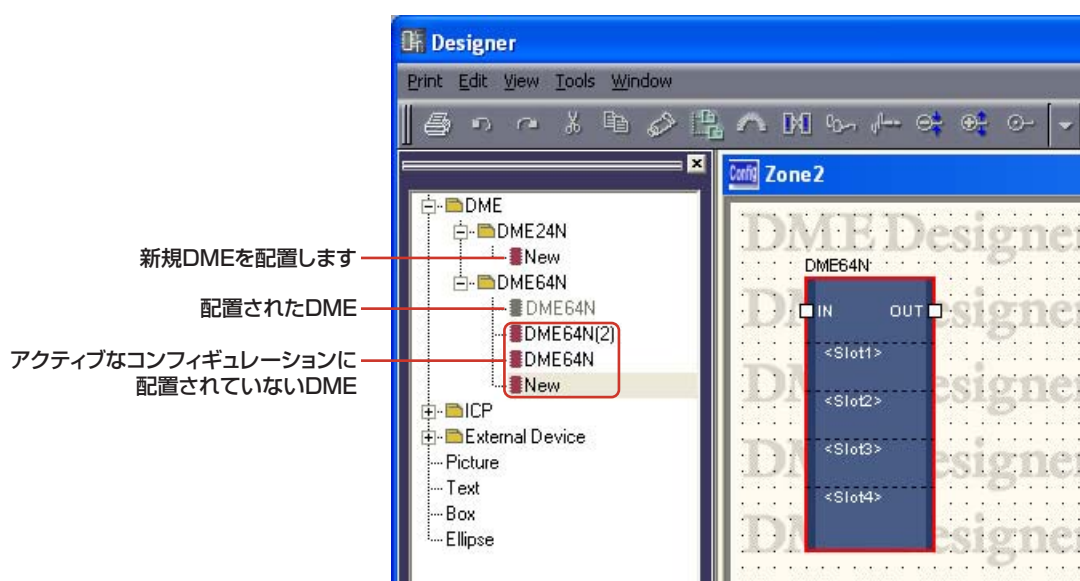 Designer
Print Edit View Tools Window
Config Zone2
DME
DME24N
New
DME64N
DME64N
DME64N(2)
DME64N
New
ICP
External Device
Picture
Text
Box
Ellipse
新規DMEを配置します
配置されたDME
アクティブなコンフィギュレーションに
配置されていないDME
DME Designer
DME64N
IN OUT
<Slot1>
<Slot2>
<Slot3>
<Slot4>